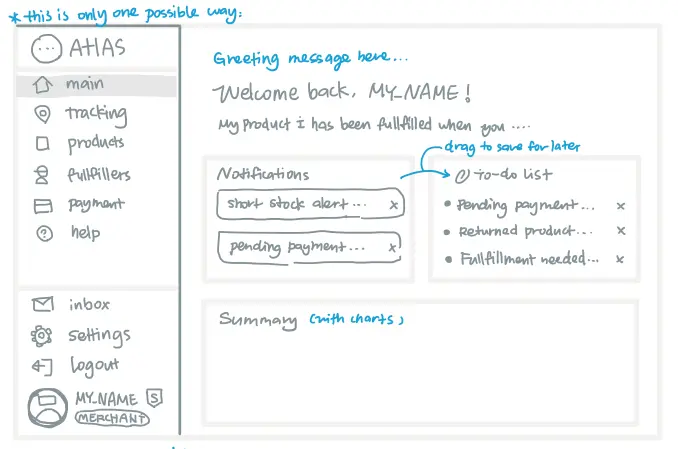 * this is only one possible way:
ATLAS
main
tracking
products
fullfillers
payment
help
inbox
settings
logout
MY_NAME S
MERCHANT
Greeting message here...
Welcome back, MY_NAME!
My Product I has been fullfilled when you ....
drag to save for later
Notifications
short stock alert... x
pending payment... x
To-do list
Pending payment... x
Returned product... x
Fullfillment needed... x
Summary (with charts)